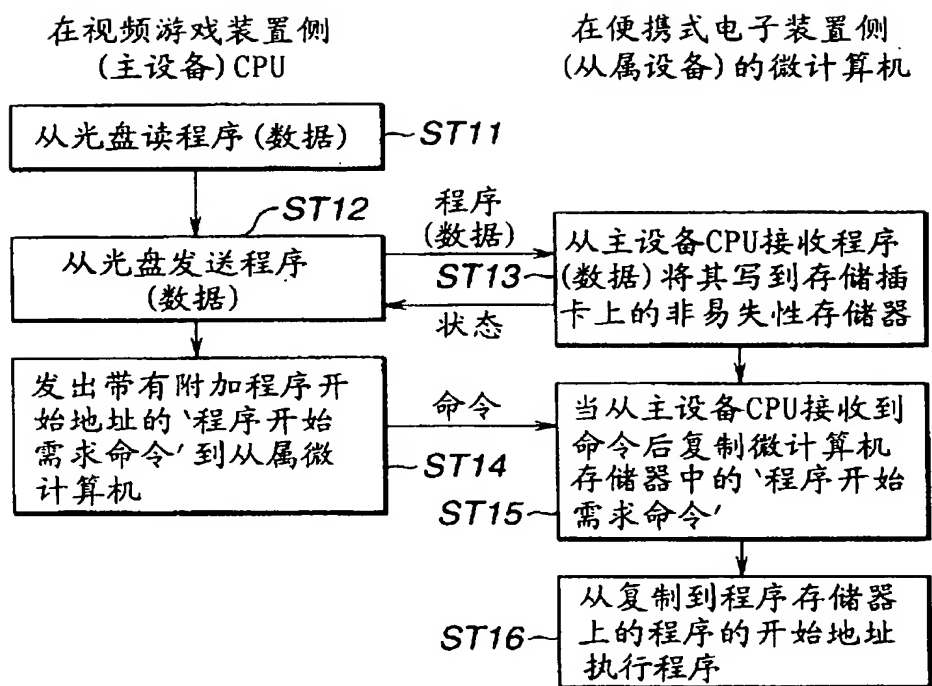 在视频游戏装置侧
(主设备)CPU
在便携式电子装置侧
(从属设备)的微计算机
从光盘读程序(数据)
ST11
ST12
从光盘发送程序
(数据)
程序
(数据)
ST13
状态
从主设备CPU接收程序
(数据)将其写到存储插
卡上的非易失性存储器
发出带有附加程序开
始地址的‘程序开始
需求命令’到从属微
计算机
命令
ST14
当从主设备CPU接收到
命令后复制微计算机
存储器中的‘程序开始
需求命令’
ST15
从复制到程序存储器
上的程序的开始地址
执行程序
ST16